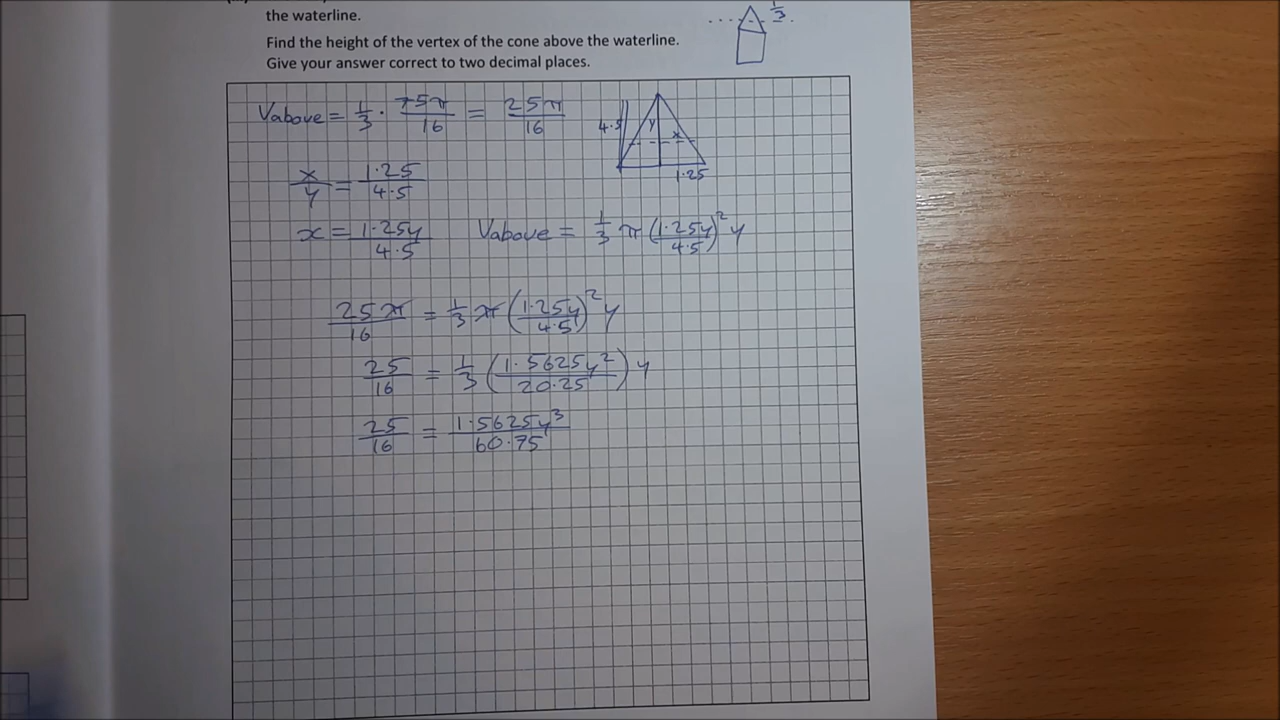 the waterline.
1/3
Find the height of the vertex of the cone above the waterline.
Give your answer correct to two decimal places.
Vabove = 1/3 · 75π/16 = 25π/16
4.5 y x
1.25
x/y = 1.25/4.5
x = 1.25y/4.5 Vabove = 1/3 π (1.25y/4.5)² y
25π/16 = 1/3 π (1.25y/4.5)² y
25/16 = 1/3 (1.5625y²/20.25) y
25/16 = 1.5625y³/60.75